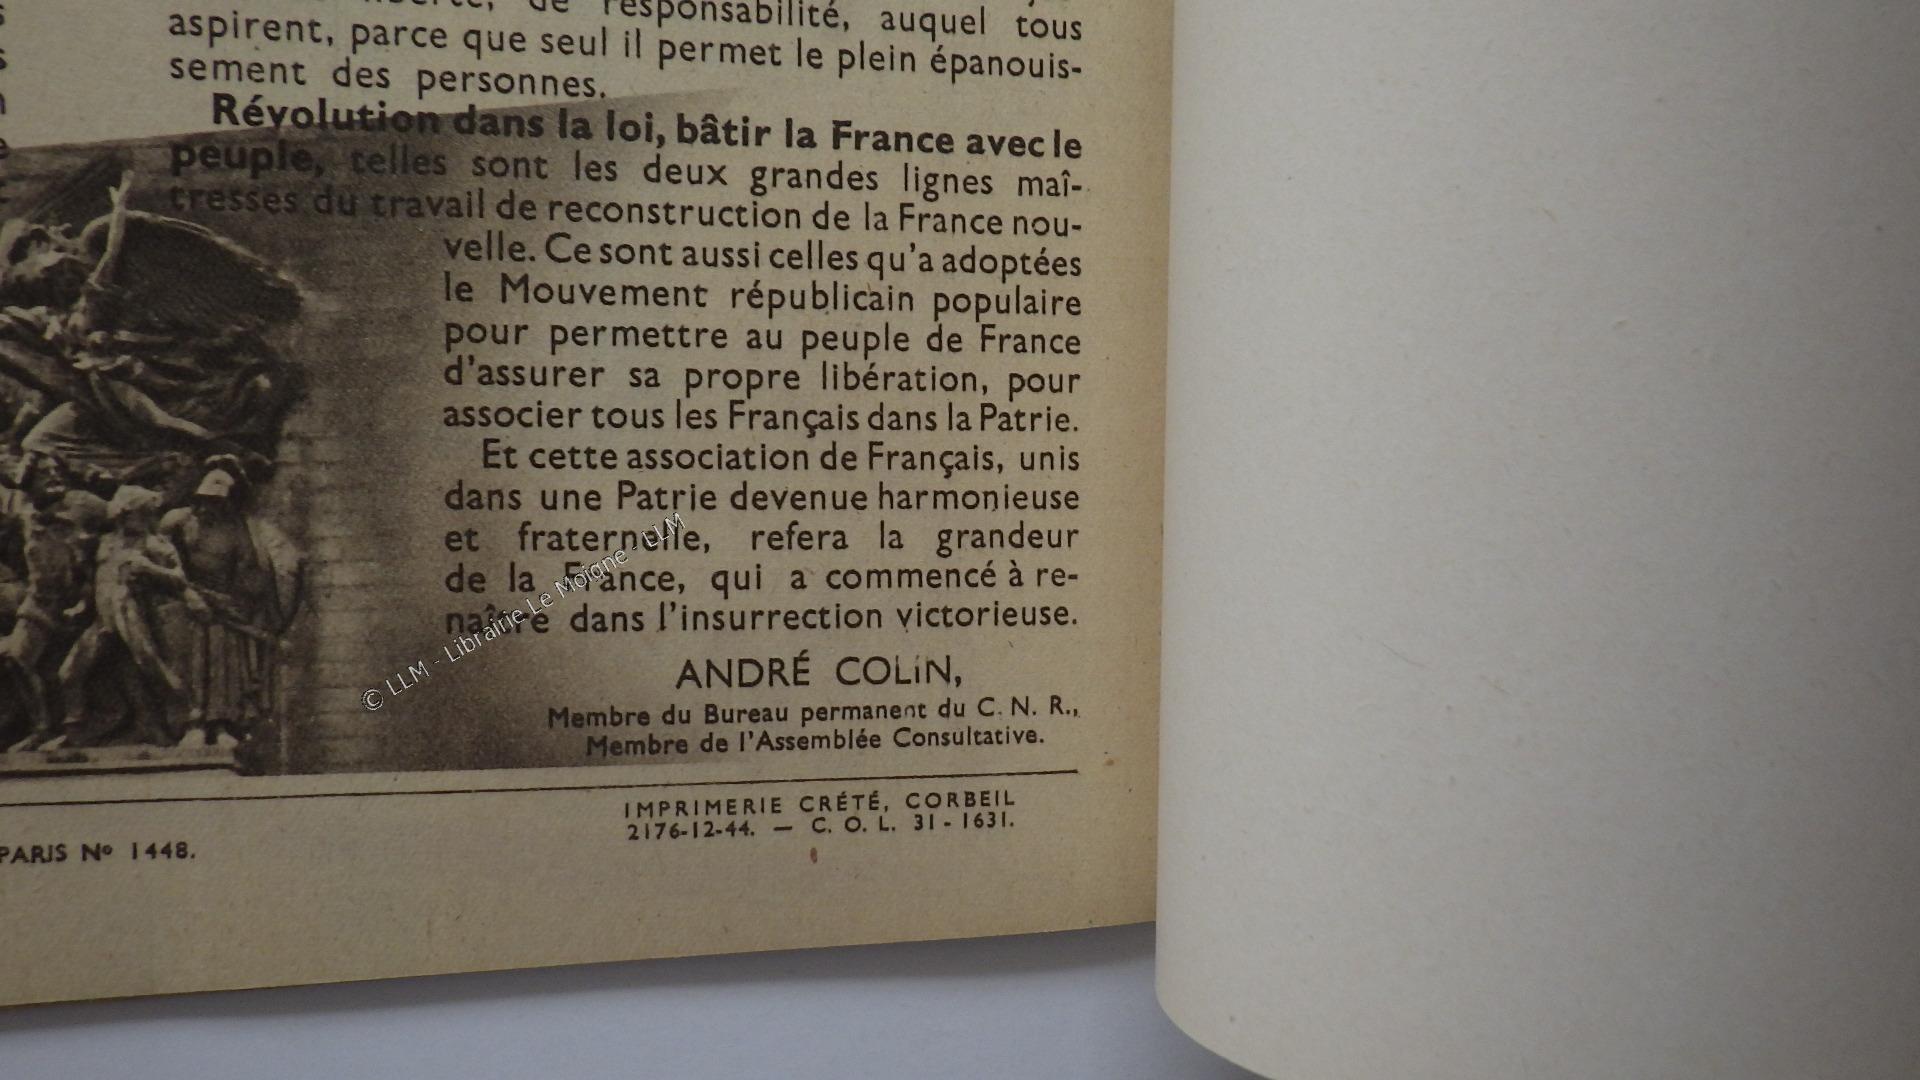 de responsabilité, auquel tous
aspirent, parce que seul il permet le plein épanouis-
sement des personnes.
Révolution dans la loi, bâtir la France avec le
peuple, telles sont les deux grandes lignes maî-
tresses du travail de reconstruction de la France nou-
velle. Ce sont aussi celles qu'a adoptées
le Mouvement républicain populaire
pour permettre au peuple de France
d'assurer sa propre libération, pour
associer tous les Français dans la Patrie.
Et cette association de Français, unis
dans une Patrie devenue harmonieuse
et fraternelle, refera la grandeur
de la France, qui a commencé à re-
naître dans l'insurrection victorieuse.
ANDRÉ COLIN,
Membre du Bureau permanent du C. N. R.,
Membre de l'Assemblée Consultative.
IMPRIMERIE CRÉTÉ, CORBEIL
2176-12-44. — C. O. L. 31 - 1631.
PARIS Nº 1448.
© LLM - Librairie Le Moigne - LLM